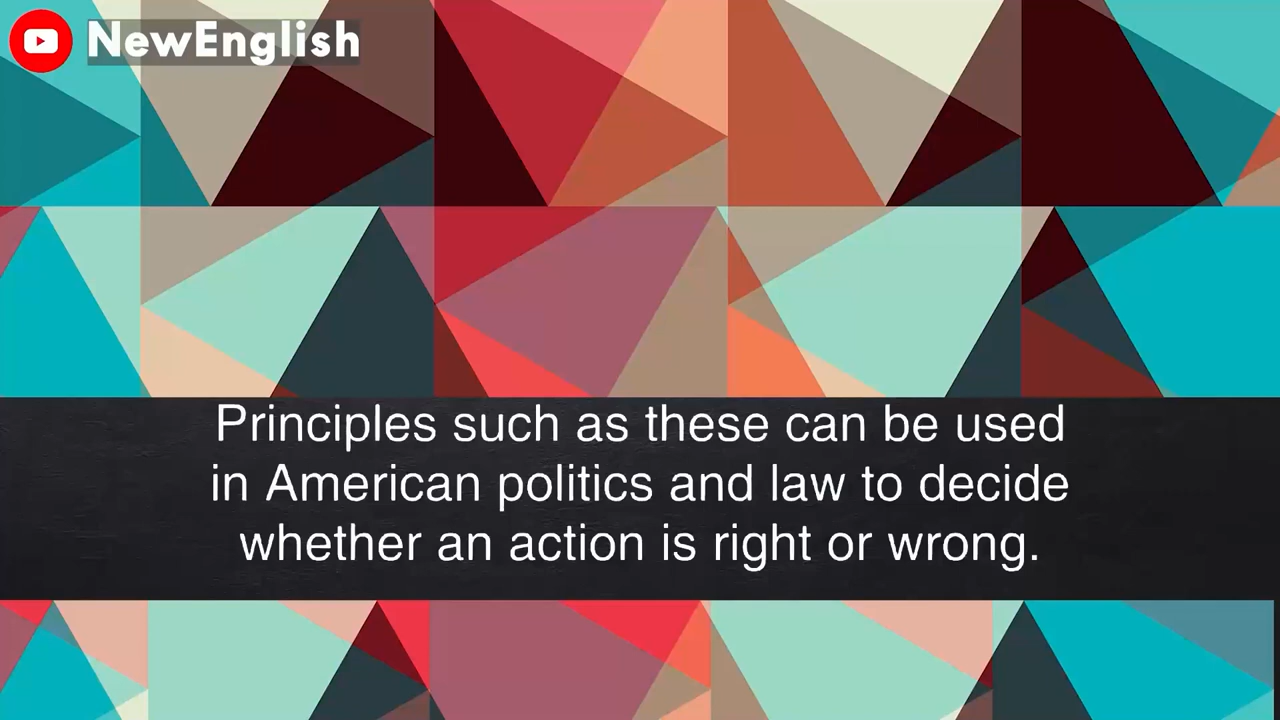 NewEnglish
Principles such as these can be used
in American politics and law to decide
whether an action is right or wrong.